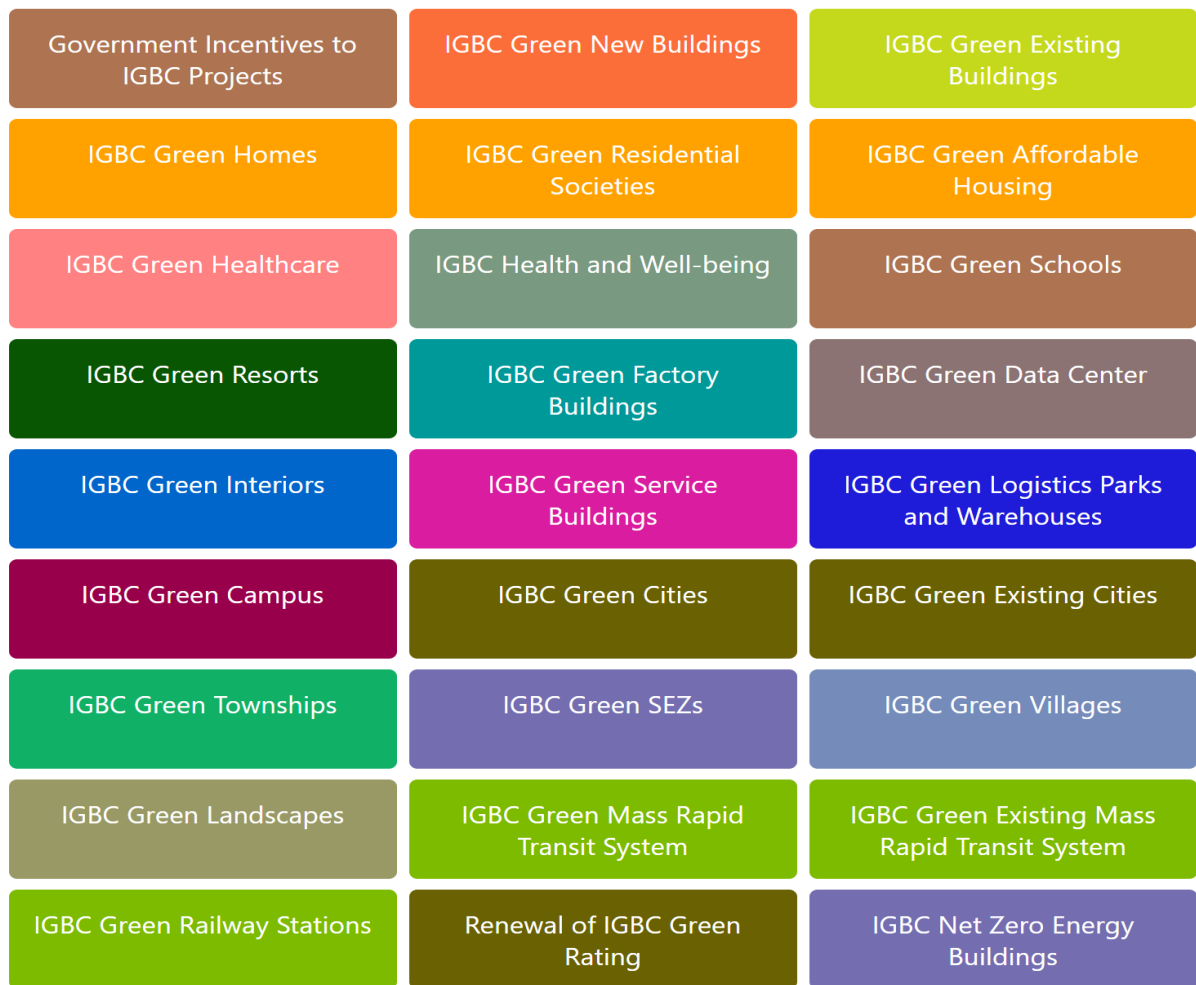 Government Incentives to
IGBC Projects
IGBC Green New Buildings
IGBC Green Existing
Buildings
IGBC Green Homes
IGBC Green Residential
Societies
IGBC Green Affordable
Housing
IGBC Green Healthcare
IGBC Health and Well-being
IGBC Green Schools
IGBC Green Resorts
IGBC Green Factory
Buildings
IGBC Green Data Center
IGBC Green Interiors
IGBC Green Service
Buildings
IGBC Green Logistics Parks
and Warehouses
IGBC Green Campus
IGBC Green Cities
IGBC Green Existing Cities
IGBC Green Townships
IGBC Green SEZs
IGBC Green Villages
IGBC Green Landscapes
IGBC Green Mass Rapid
Transit System
IGBC Green Existing Mass
Rapid Transit System
IGBC Green Railway Stations
Renewal of IGBC Green
Rating
IGBC Net Zero Energy
Buildings